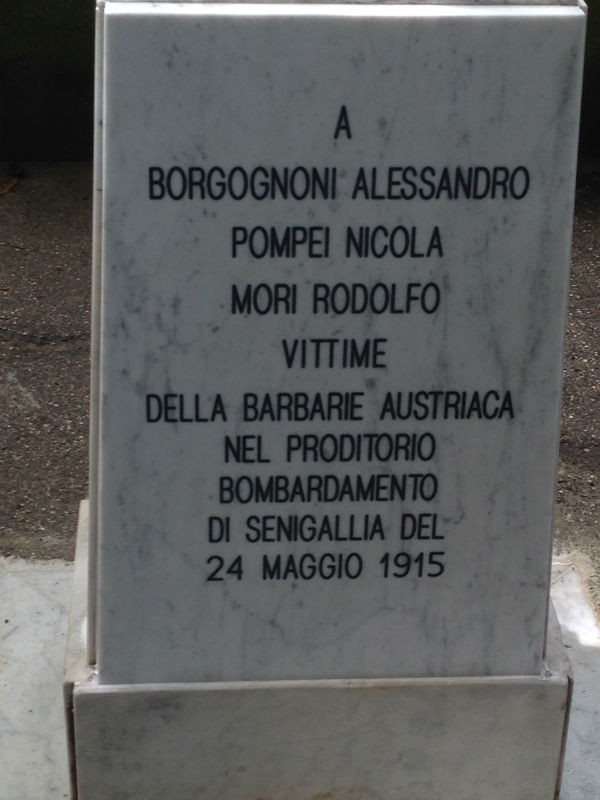 A
BORGOGNONI ALESSANDRO
POMPEI NICOLA
MORI RODOLFO
VITTIME
DELLA BARBARIE AUSTRIACA
NEL PRODITORIO
BOMBARDAMENTO
DI SENIGALLIA DEL
24 MAGGIO 1915